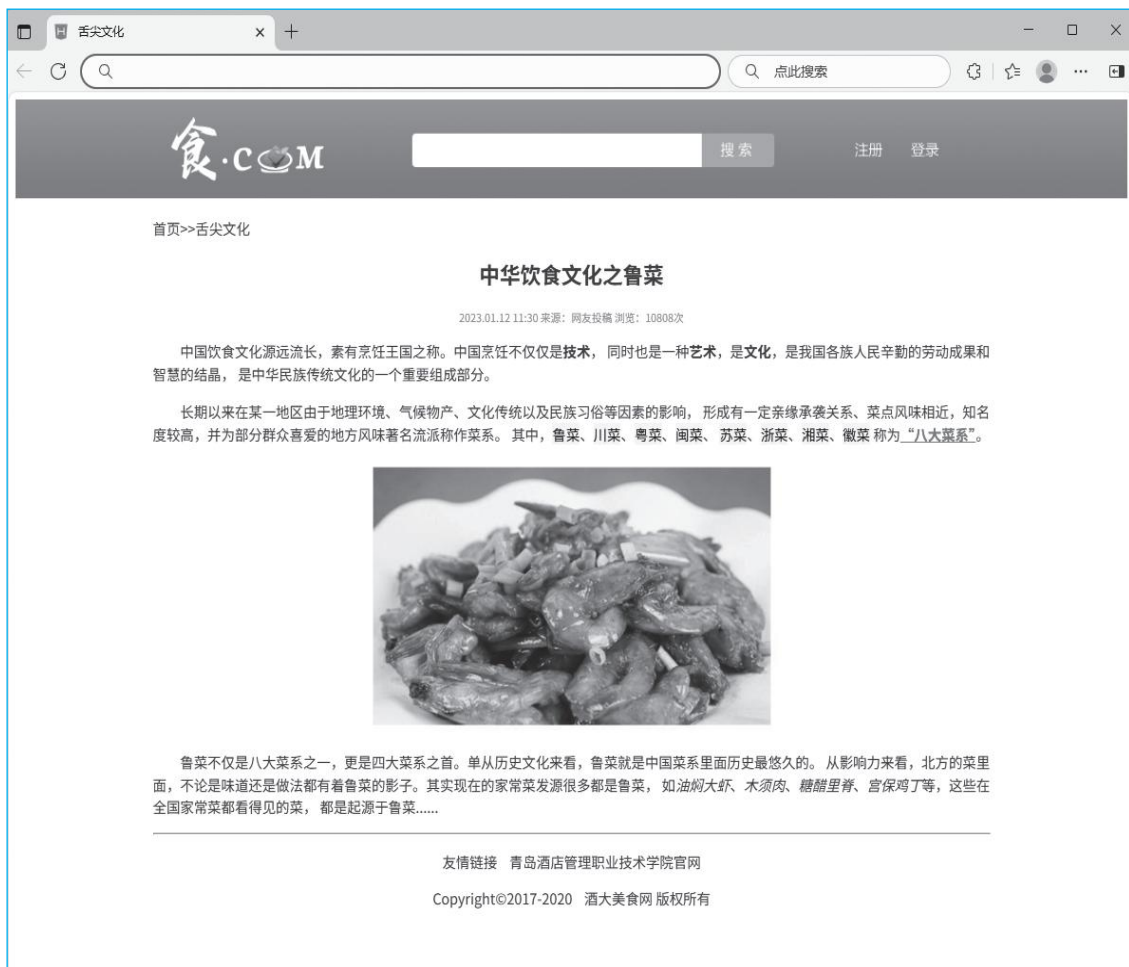 舌尖文化
点此搜索
食·COM
搜索
注册 登录
首页>>舌尖文化
中华饮食文化之鲁菜
2023.01.12 11:30 来源：网友投稿 浏览：10808次
中国饮食文化源远流长，素有烹饪王国之称。中国烹饪不仅仅是技术， 同时也是一种艺术，是文化，是我国各族人民辛勤的劳动成果和
智慧的结晶， 是中华民族传统文化的一个重要组成部分。
长期以来在某一地区由于地理环境、气候物产、文化传统以及民族习俗等因素的影响， 形成有一定亲缘承袭关系、菜点风味相近，知名
度较高，并为部分群众喜爱的地方风味著名流派称作菜系。 其中，鲁菜、川菜、粤菜、闽菜、 苏菜、浙菜、湘菜、徽菜 称为“八大菜系”。
鲁菜不仅是八大菜系之一，更是四大菜系之首。单从历史文化来看，鲁菜就是中国菜系里面历史最悠久的。 从影响力来看，北方的菜里
面，不论是味道还是做法都有着鲁菜的影子。其实现在的家常菜发源很多都是鲁菜， 如油焖大虾、木须肉、糖醋里脊、宫保鸡丁等，这些在
全国家常菜都看得见的菜， 都是起源于鲁菜......
友情链接 青岛酒店管理职业技术学院官网
Copyright©2017-2020 酒大美食网 版权所有